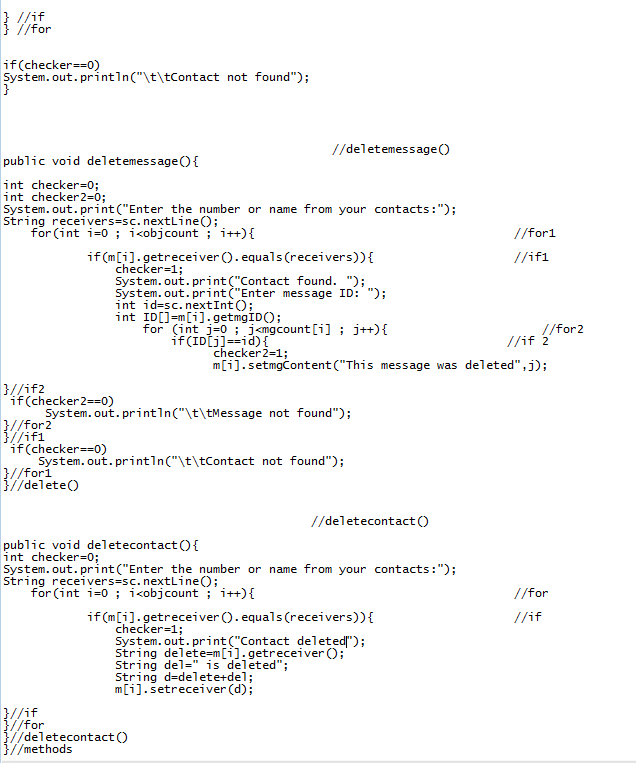 } //if
} //for
if(checker==0)
System.out.println("\t\tContact not found");
}
//deletemessage()
public void deletemessage(){
int checker=0;
int checker2=0;
System.out.print("Enter the number or name from your contacts:");
String receivers=sc.nextLine();
for(int i=0 ; i<objcount ; i++){ //for1
if(m[i].getreceiver().equals(receivers)){ //if1
checker=1;
System.out.print("Contact found. ");
System.out.print("Enter message ID: ");
int id=sc.nextInt();
int ID[]=m[i].getmgID();
for (int j=0 ; j<mgcount[i] ; j++){ //for2
if(ID[j]==id){ //if 2
checker2=1;
m[i].setmgContent("This message was deleted",j);
}//if2
if(checker2==0)
System.out.println("\t\tMessage not found");
}//for2
}//if1
if(checker==0)
System.out.println("\t\tContact not found");
}//for1
}//delete()
//deletecontact()
public void deletecontact(){
int checker=0;
System.out.print("Enter the number or name from your contacts:");
String receivers=sc.nextLine();
for(int i=0 ; i<objcount ; i++){ //for
if(m[i].getreceiver().equals(receivers)){ //if
checker=1;
System.out.print("Contact deleted");
String delete=m[i].getreceiver();
String del=" is deleted";
String d=delete+del;
m[i].setreceiver(d);
}//if
}//for
}//deletecontact()
}//methods